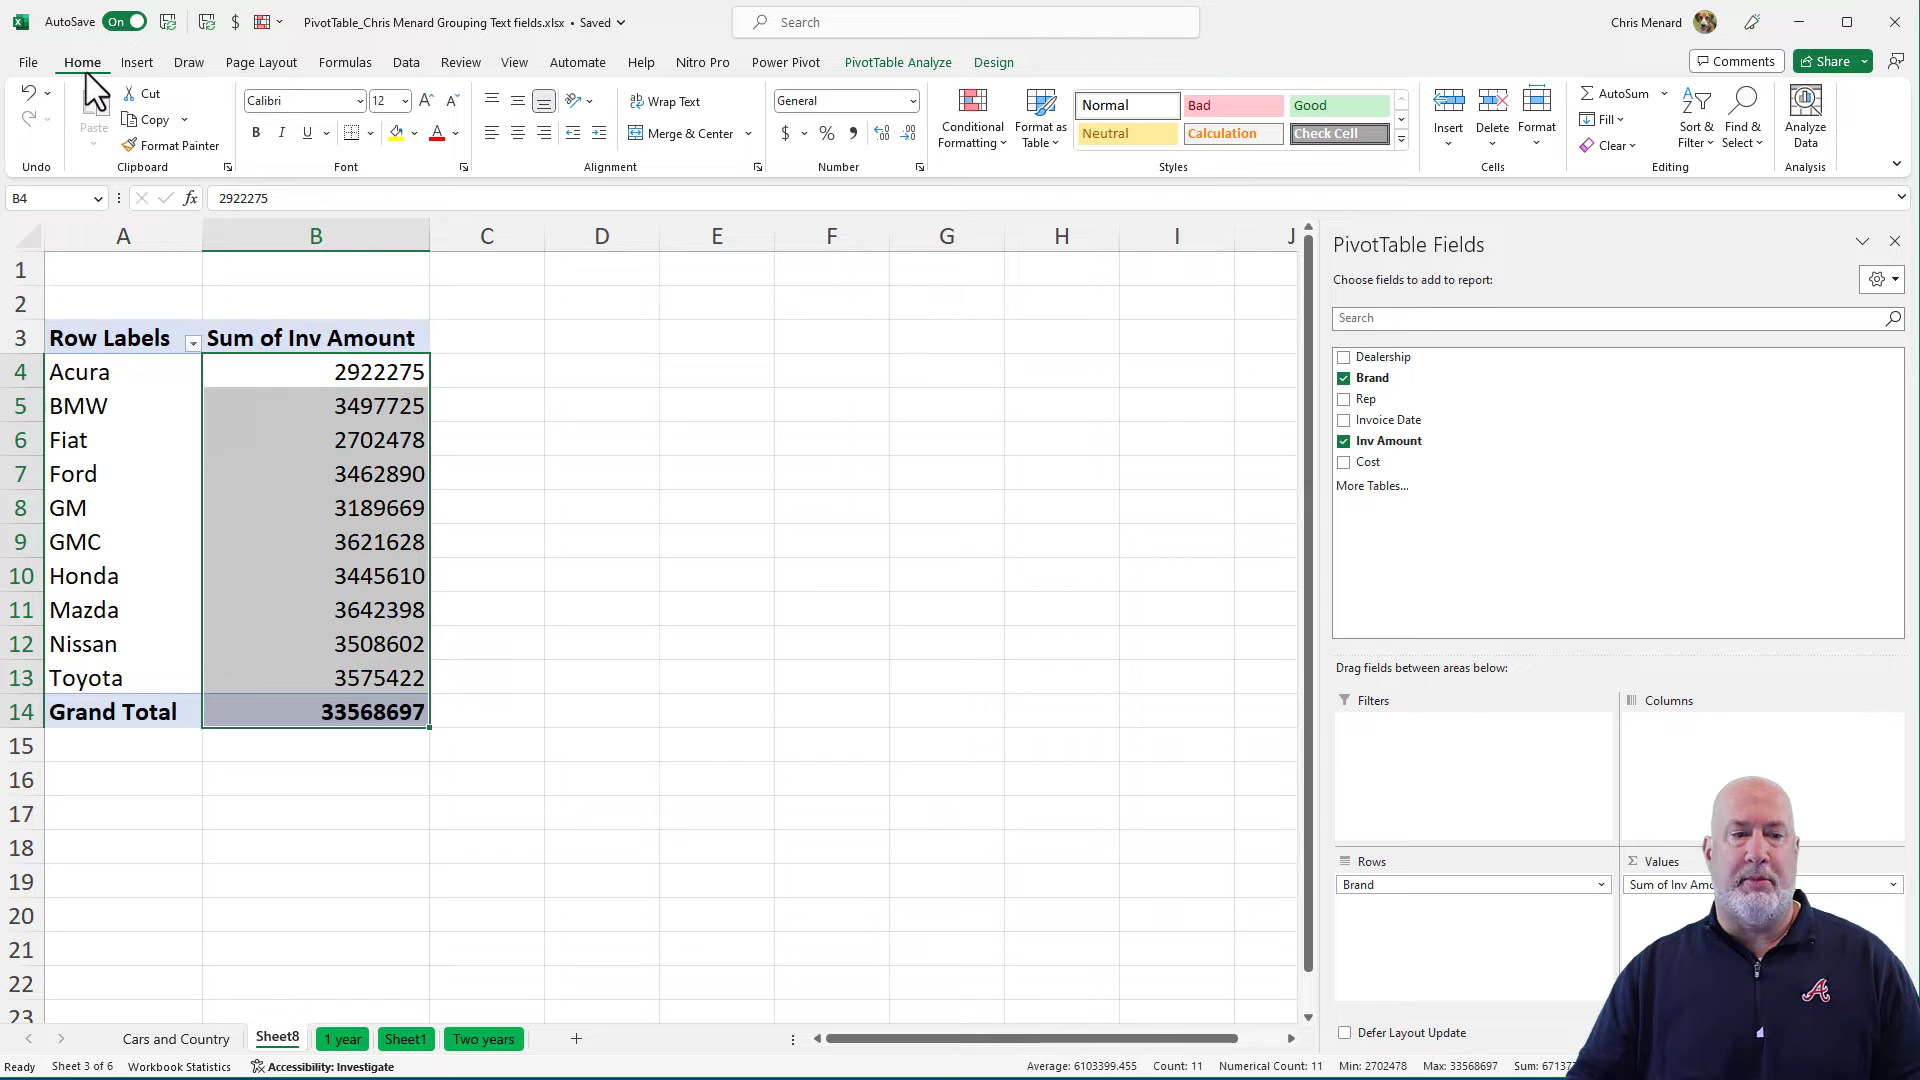 AutoSave On $ PivotTable_Chris Menard Grouping Text fields.xlsx • Saved Search Chris Menard
File Home Insert Draw Page Layout Formulas Data Review View Automate Help Nitro Pro Power Pivot PivotTable Analyze Design Comments Share
Cut
Copy
Format Painter
Paste
Undo
Clipboard
Calibri 12
B I U
Font
Wrap Text
Merge & Center
Alignment
General
$ %
Number
Conditional Formatting
Format as Table
Normal Bad Good
Neutral Calculation Check Cell
Styles
Insert Delete Format
Cells
AutoSum
Fill
Clear
Sort & Filter
Find & Select
Editing
Analyze Data
Analysis
B4 fx 2922275
A B C D E F G H I J
1
2
3 Row Labels Sum of Inv Amount
4 Acura 2922275
5 BMW 3497725
6 Fiat 2702478
7 Ford 3462890
8 GM 3189669
9 GMC 3621628
10 Honda 3445610
11 Mazda 3642398
12 Nissan 3508602
13 Toyota 3575422
14 Grand Total 33568697
15
16
17
18
19
20
21
22
23
PivotTable Fields
Choose fields to add to report:
Search
Dealership
Brand
Rep
Invoice Date
Inv Amount
Cost
More Tables...
Drag fields between areas below:
Filters Columns
Rows Values
Brand Sum of Inv
Defer Layout Update
Cars and Country Sheet8 1 year Sheet1 Two years
Ready Sheet 3 of 6 Workbook Statistics Accessibility: Investigate Average: 6103399.455 Count: 11 Numerical Count: 11 Min: 2702478 Max: 33568697 Sum:
A